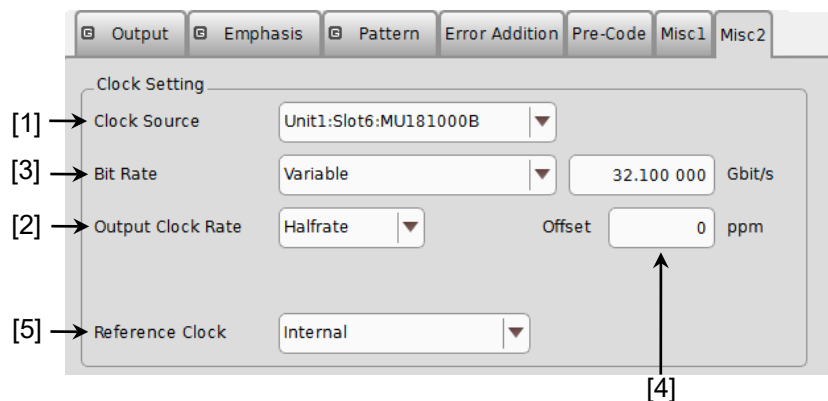 Output Emphasis Pattern Error Addition Pre-Code Misc1 Misc2
Clock Setting
[1] Clock Source Unit1:Slot6:MU181000B
[3] Bit Rate Variable 32.100 000 Gbit/s
[2] Output Clock Rate Halfrate Offset 0 ppm
[5] Reference Clock Internal
[4]